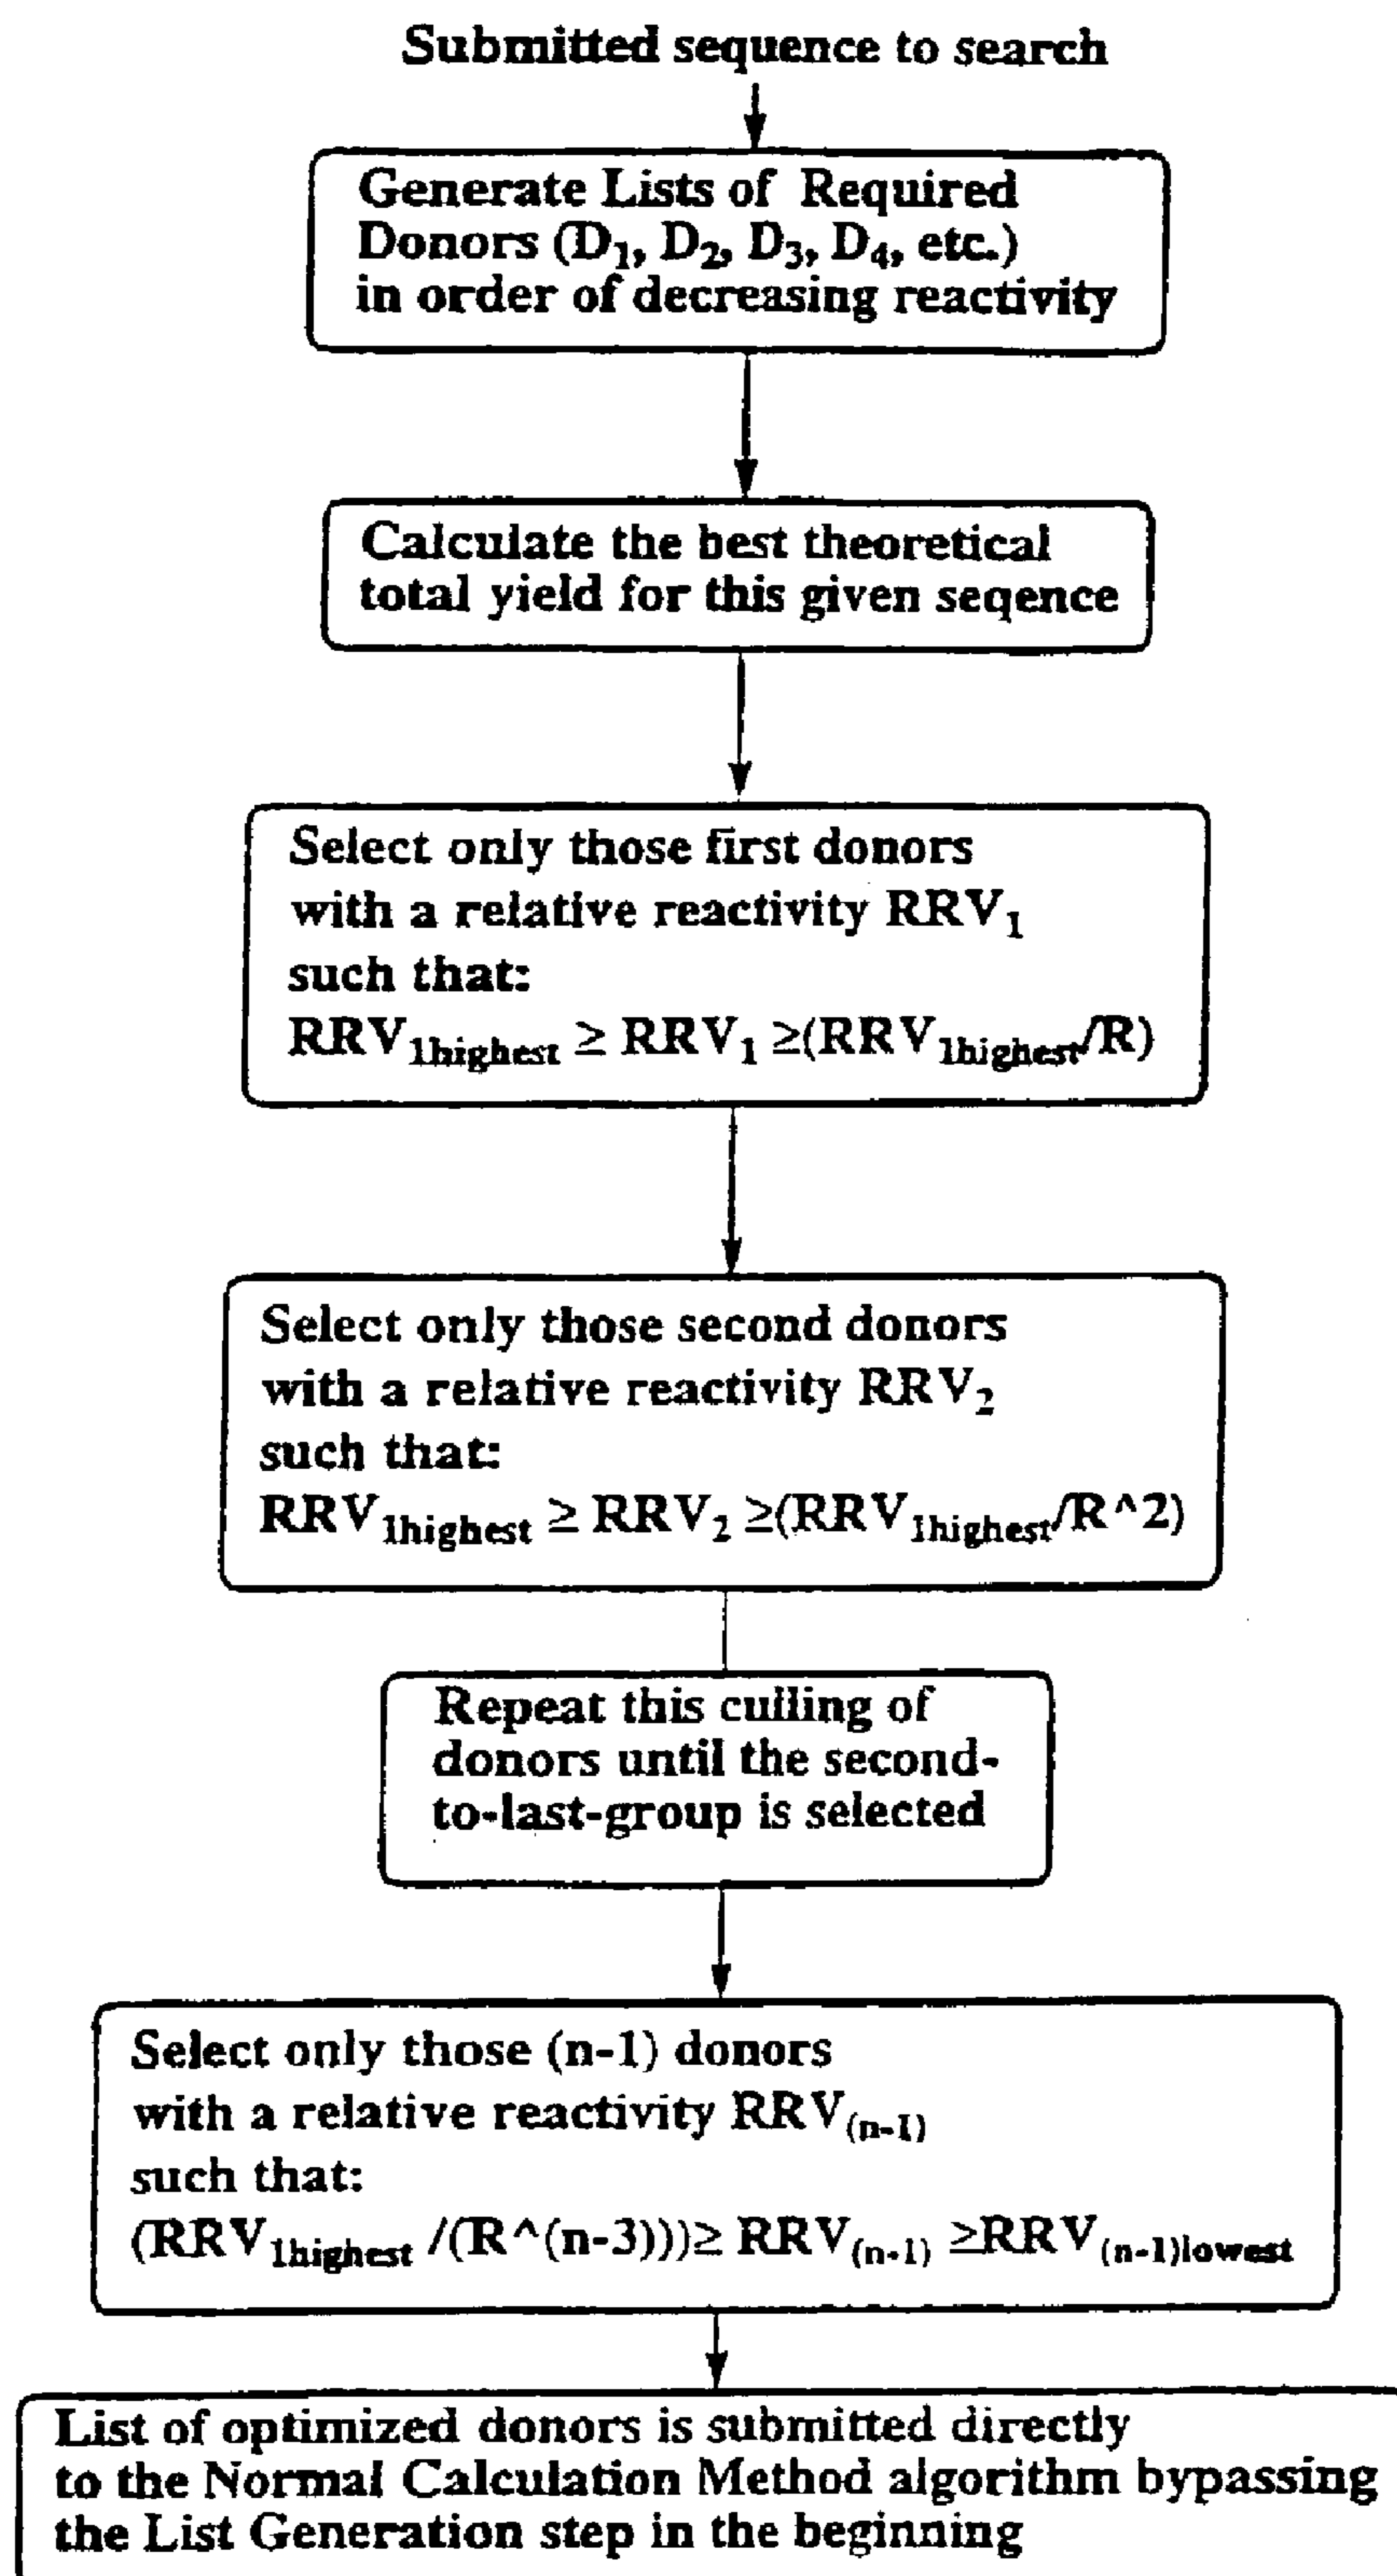 Submitted sequence to search
Generate Lists of Required
Donors (D₁, D₂, D₃, D₄, etc.)
in order of decreasing reactivity
Calculate the best theoretical
total yield for this given seqence
Select only those first donors
with a relative reactivity RRV₁
such that:
RRV₁highest ≥ RRV₁ ≥(RRV₁highest/R)
Select only those second donors
with a relative reactivity RRV₂
such that:
RRV₁highest ≥ RRV₂ ≥(RRV₁highest/R^2)
Repeat this culling of
donors until the second-
to-last-group is selected
Select only those (n-1) donors
with a relative reactivity RRV(n-1)
such that:
(RRV₁highest /(R^(n-3)))≥ RRV(n-1) ≥RRV(n-1)lowest
List of optimized donors is submitted directly
to the Normal Calculation Method algorithm bypassing
the List Generation step in the beginning